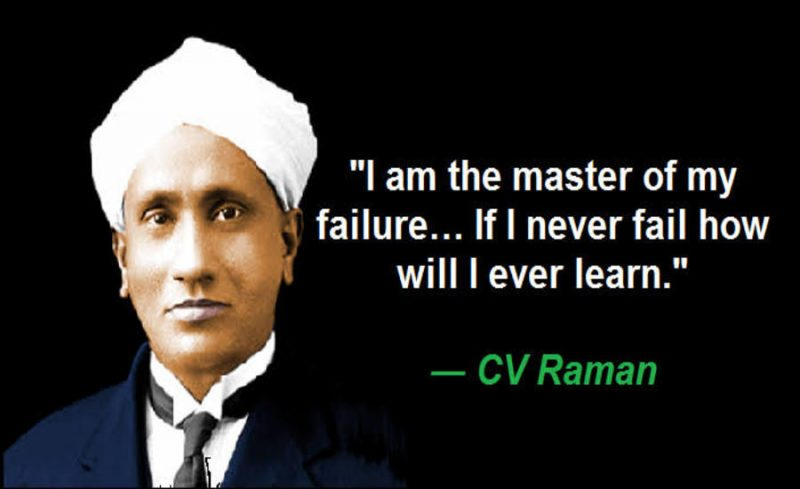 "I am the master of my
failure... If I never fail how
will I ever learn."
— CV Raman